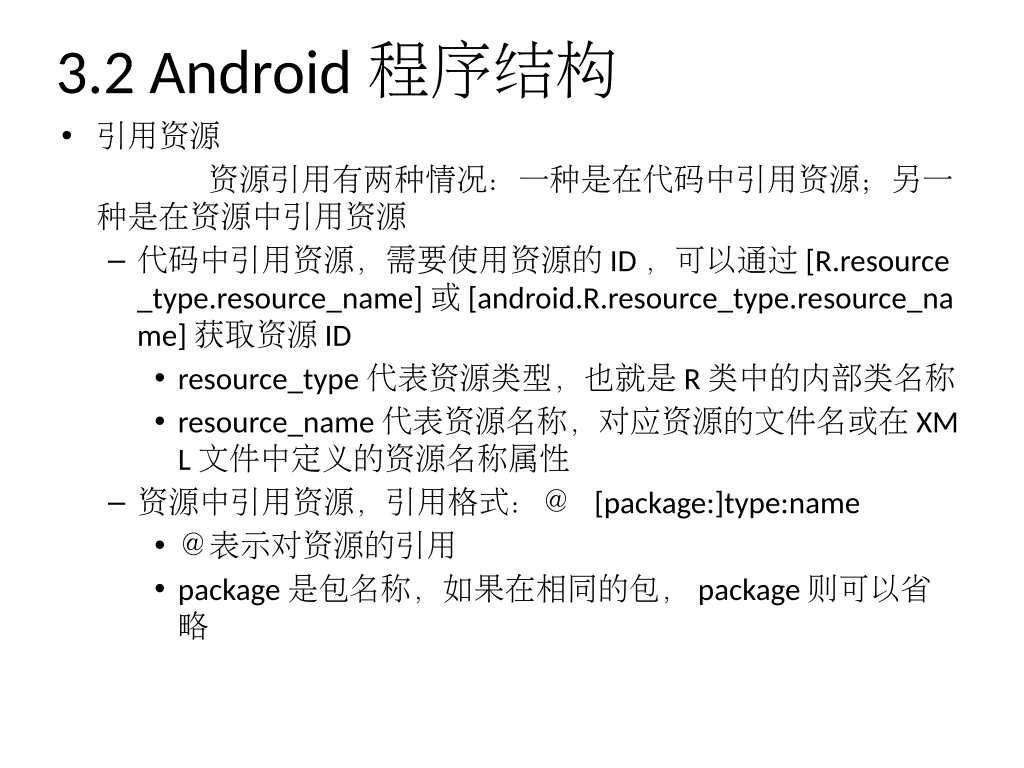 3.2 Android 程序结构
• 引用资源
资源引用有两种情况：一种是在代码中引用资源；另一
种是在资源中引用资源
– 代码中引用资源，需要使用资源的 ID ，可以通过 [R.resource
_type.resource_name] 或 [android.R.resource_type.resource_na
me] 获取资源 ID
• resource_type 代表资源类型，也就是 R 类中的内部类名称
• resource_name 代表资源名称，对应资源的文件名或在 XM
L 文件中定义的资源名称属性
– 资源中引用资源，引用格式：＠ [package:]type:name
• ＠表示对资源的引用
• package 是包名称，如果在相同的包， package 则可以省
略